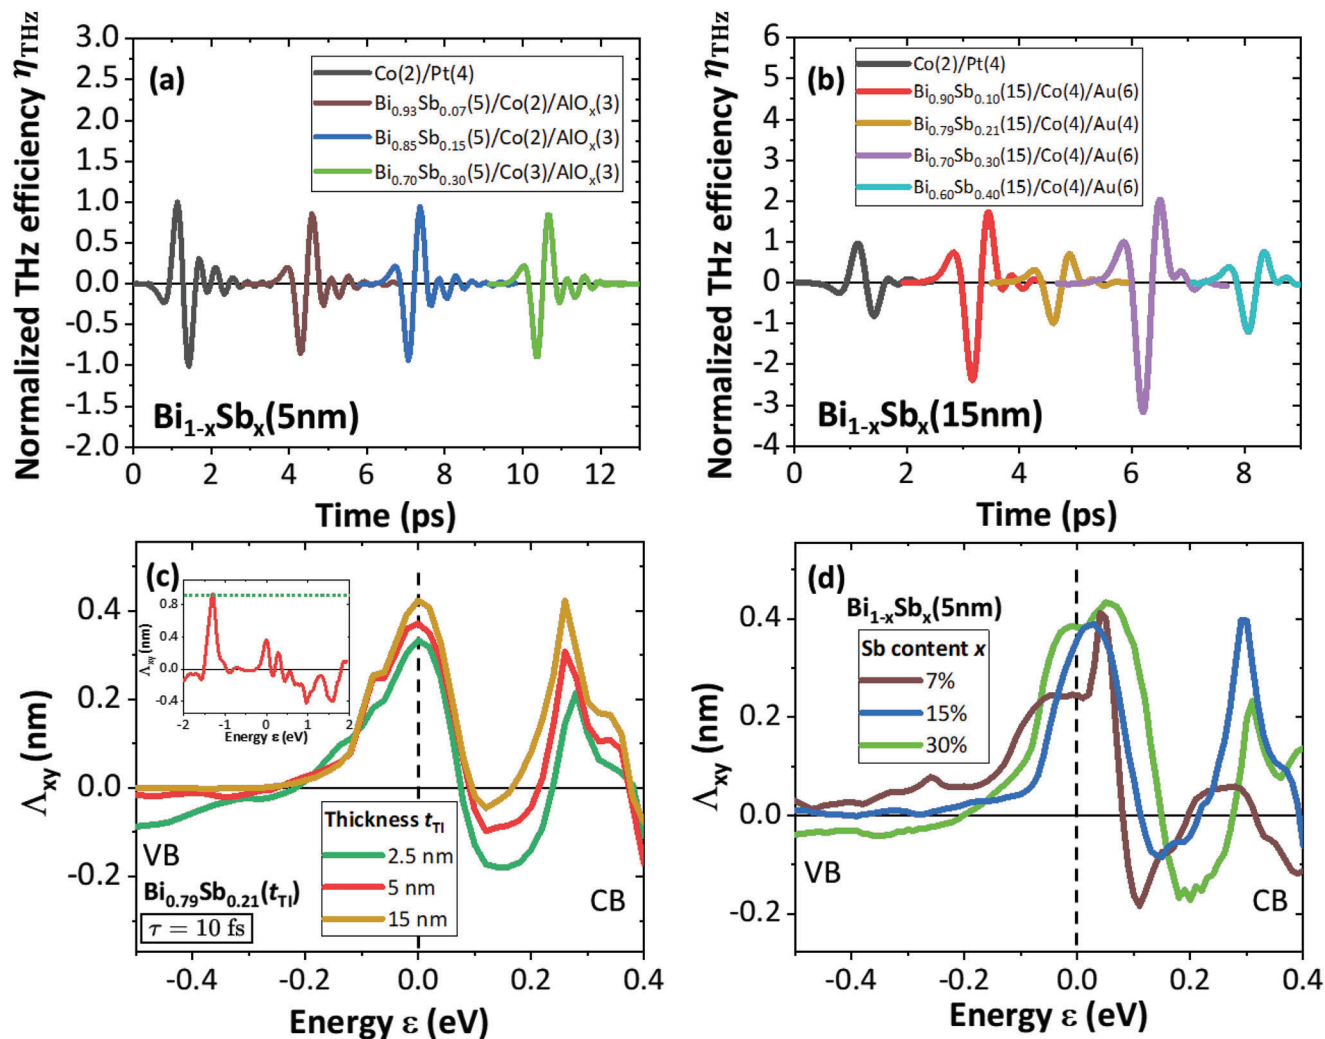 (a)
Normalized THz efficiency η_THz
3.0
2.5
2.0
1.5
1.0
0.5
0.0
-0.5
-1.0
-1.5
-2.0
Co(2)/Pt(4)
Bi0.93Sb0.07(5)/Co(2)/AlOx(3)
Bi0.85Sb0.15(5)/Co(2)/AlOx(3)
Bi0.70Sb0.30(5)/Co(3)/AlOx(3)
Bi1-xSbx(5nm)
0 2 4 6 8 10 12
Time (ps)
(b)
Normalized THz efficiency η_THz
6
5
4
3
2
1
0
-1
-2
-3
-4
Co(2)/Pt(4)
Bi0.90Sb0.10(15)/Co(4)/Au(6)
Bi0.79Sb0.21(15)/Co(4)/Au(4)
Bi0.70Sb0.30(15)/Co(4)/Au(6)
Bi0.60Sb0.40(15)/Co(4)/Au(6)
Bi1-xSbx(15nm)
0 2 4 6 8
Time (ps)
(c)
Λxy (nm)
0.4
0.2
0.0
-0.2
Λxy (nm)
0.8
0.4
0.0
-0.4
-2 -1 0 1 2
Energy ε (eV)
VB
Bi0.79Sb0.21(tTI)
τ = 10 fs
Thickness tTI
2.5 nm
5 nm
15 nm
CB
-0.4 -0.2 0.0 0.2 0.4
Energy ε (eV)
(d)
Λxy (nm)
0.4
0.2
0.0
-0.2
Bi1-xSbx(5nm)
Sb content x
7%
15%
30%
VB
CB
-0.4 -0.2 0.0 0.2 0.4
Energy ε (eV)